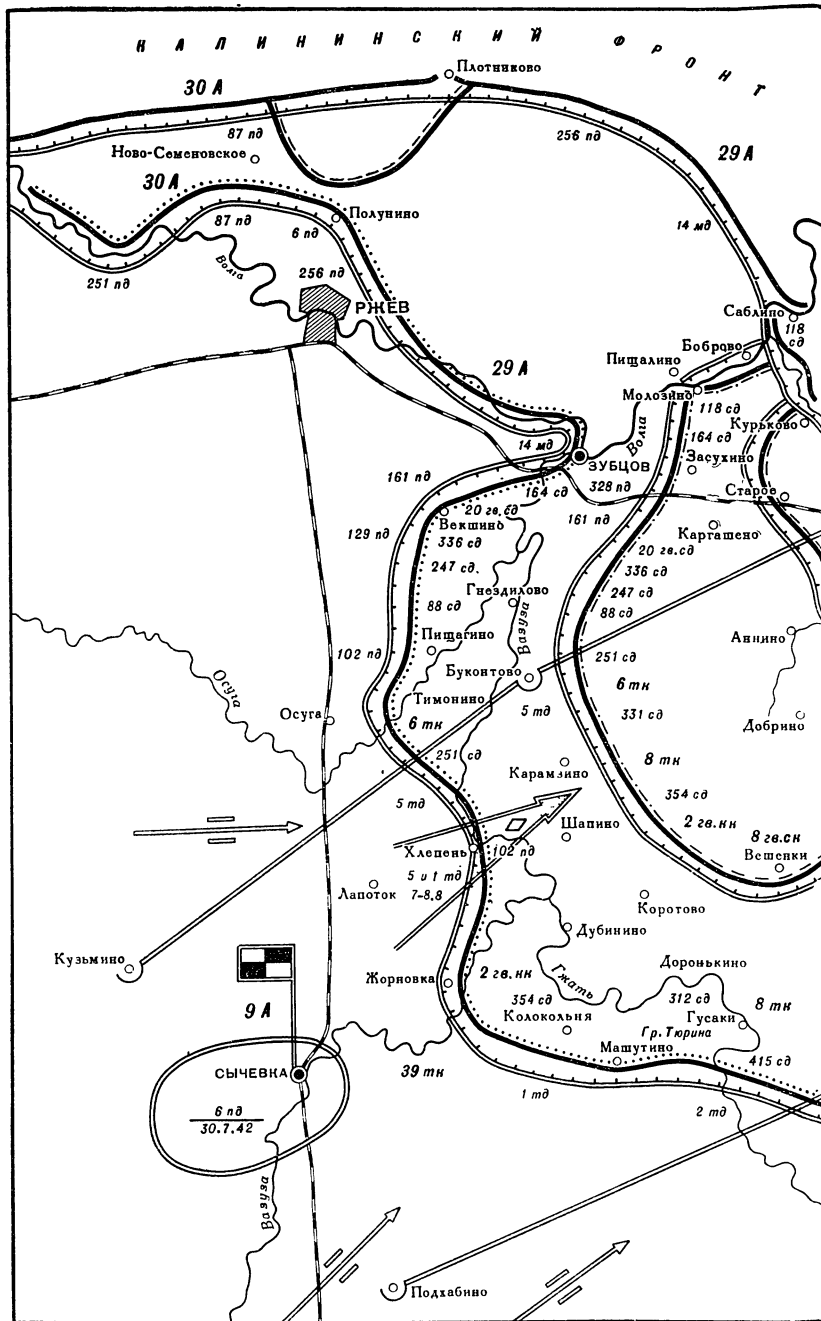 КАЛИНИНСКИЙ ФРОНТ
Плотниково
30 А
87 пд
256 пд
Ново-Семеновское
29 А
30 А
87 пд
6 пд
Полунино
14 мд
251 пд
Волга
256 пд
РЖЕВ
Саблино
118 сд
Боброво
Пищалино
29 А
Молозино
118 сд
Курьково
164 сд
Волга
14 мд
ЗУБЦОВ
Засухино
161 пд
164 сд
328 пд
Старое
20 гв.сд
Векшино
161 пд
Каргашено
129 пд
336 сд
20 гв.сд
247 сд
336 сд
Гнездилово
247 сд
88 сд
88 сд
Вазуза
Аннино
Пищагино
102 пд
251 сд
Буконтово
Осуга
6 тк
Тимонино
5 тд
331 сд
Осуга
6 тк
Добрино
251 сд
8 тк
Карамзино
354 сд
5 тд
2 гв.кк
Шапино
8 гв.ск
Хлепень
102 пд
Вешенки
5 и 1 тд
7-8.8
Лапоток
Коротово
Дубинино
Кузьмино
Доронькино
2 гв.кк
Гжать
Жорновка
354 сд
312 сд
8 тк
9 А
Колокольня
Гусаки
Гр. Тюрина
Машутино
415 сд
СЫЧЕВКА
39 тк
1 тд
2 тд
6 пд
30.7.42
Вазуза
Подхабино